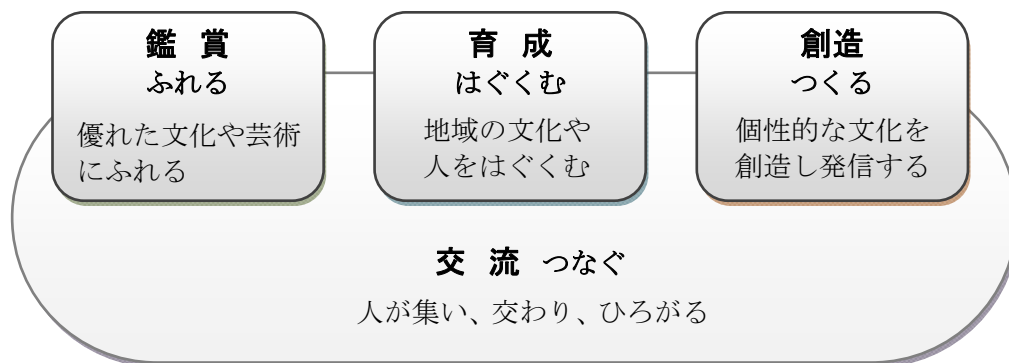 鑑 賞
ふれる
優れた文化や芸術
にふれる
育 成
はぐくむ
地域の文化や
人をはぐくむ
創造
つくる
個性的な文化を
創造し発信する
交 流 つなぐ
人が集い、交わり、ひろがる